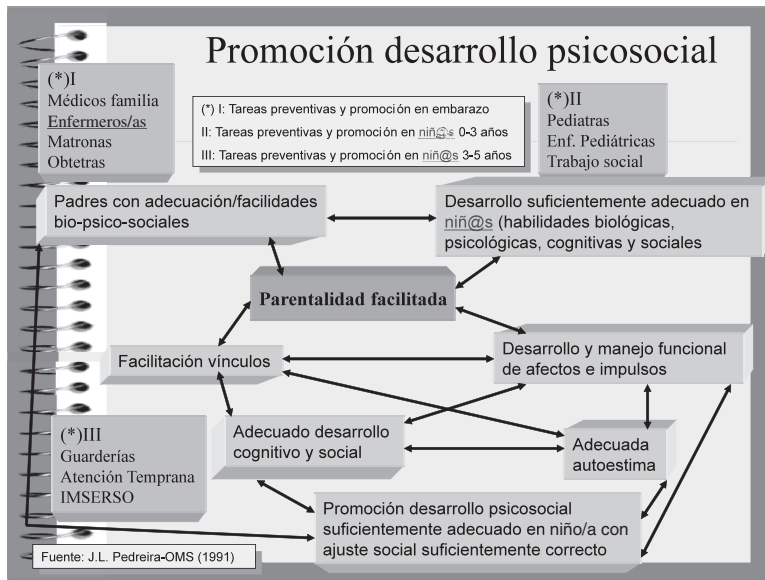 Promoción desarrollo psicosocial
(*)I
Médicos familia
Enfermeros/as
Matronas
Obtetras
(*) I: Tareas preventivas y promoción en embarazo
II: Tareas preventivas y promoción en niñ@s 0-3 años
III: Tareas preventivas y promoción en niñ@s 3-5 años
(*)II
Pediatras
Enf. Pediátricas
Trabajo social
Padres con adecuación/facilidades
bio-psico-sociales
Desarrollo suficientemente adecuado en
niñ@s (habilidades biológicas,
psicológicas, cognitivas y sociales
Parentalidad facilitada
Facilitación vínculos
Desarrollo y manejo funcional
de afectos e impulsos
(*)III
Guarderías
Atención Temprana
IMSERSO
Adecuado desarrollo
cognitivo y social
Adecuada
autoestima
Promoción desarrollo psicosocial
suficientemente adecuado en niño/a con
ajuste social suficientemente correcto
Fuente: J.L. Pedreira-OMS (1991)